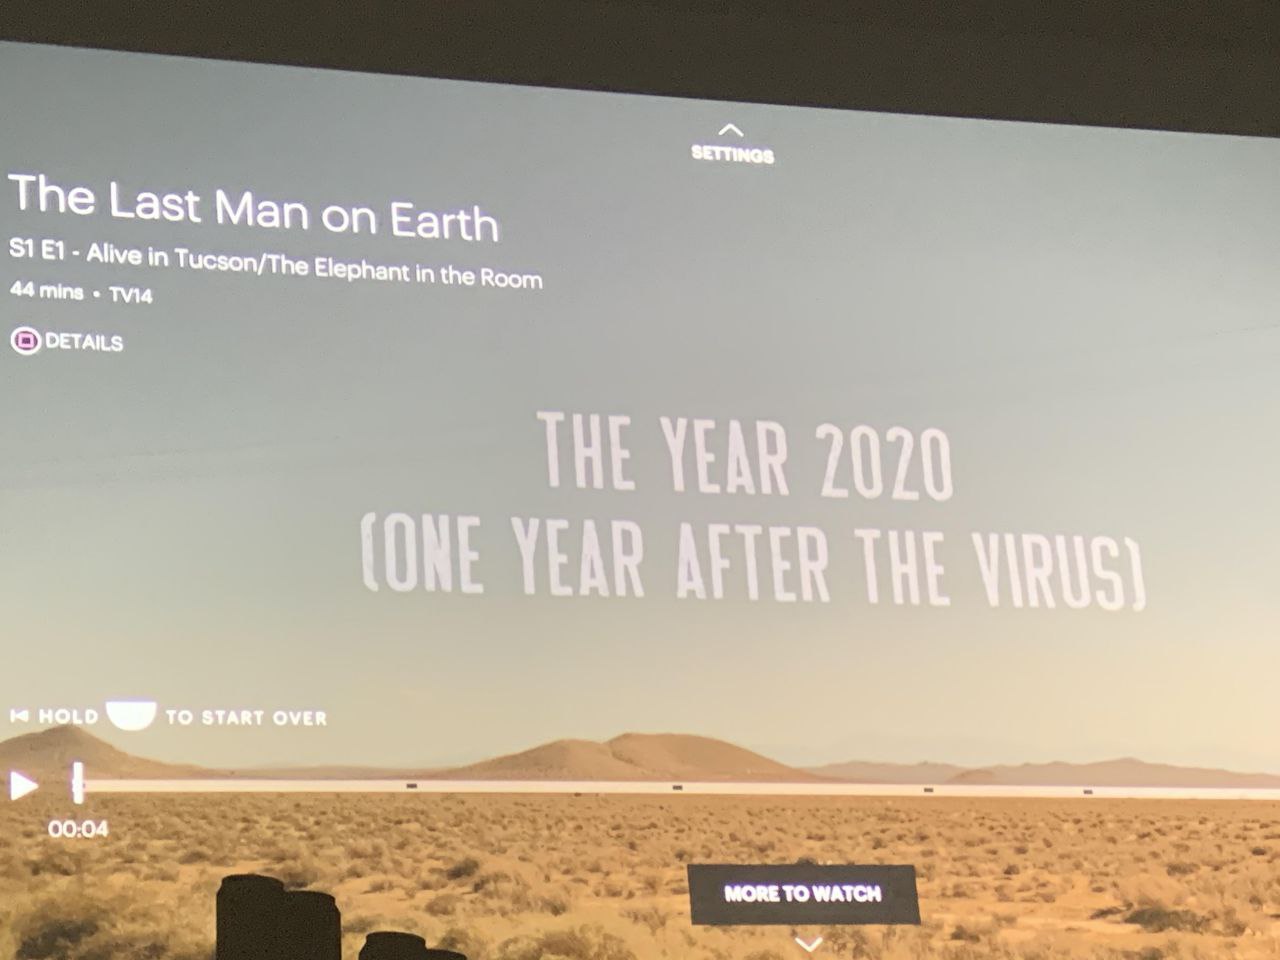 SETTINGS
The Last Man on Earth
S1 E1 - Alive in Tucson/The Elephant in the Room
44 mins • TV14
DETAILS
THE YEAR 2020
(ONE YEAR AFTER THE VIRUS)
HOLD TO START OVER
00:04
MORE TO WATCH